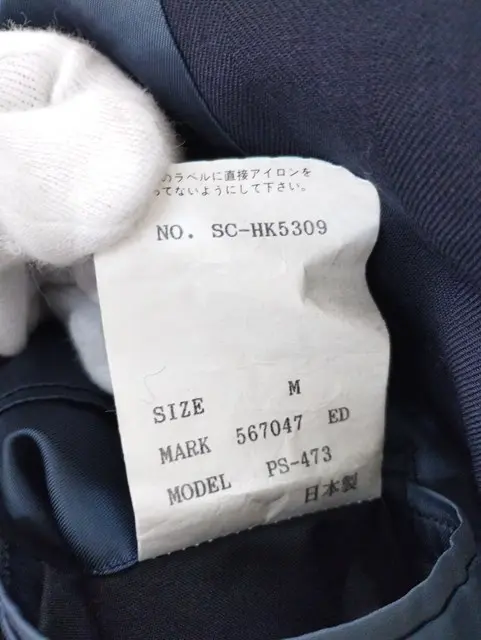 のラベルに直接アイロンを
ってないようにして下さい。
NO. SC-HK5309
SIZE M
MARK 567047 ED
MODEL PS-473
日本製